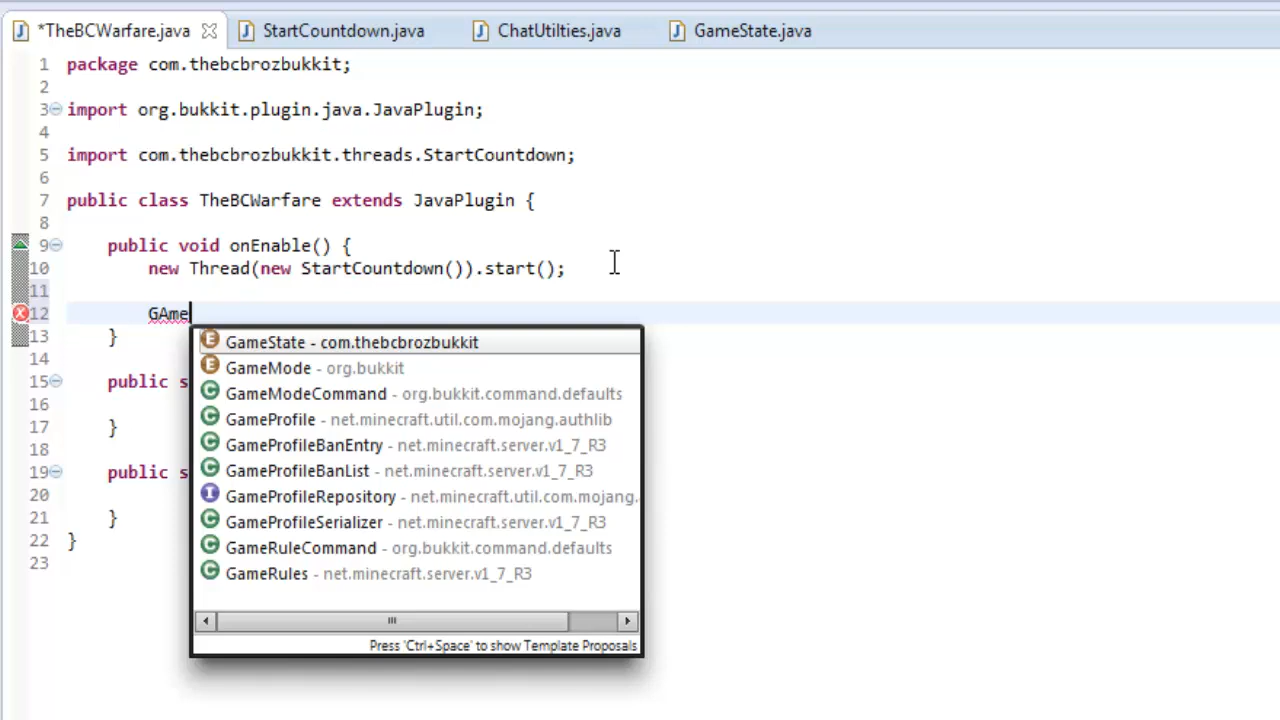 *TheBCWarfare.java StartCountdown.java ChatUtilties.java GameState.java
1 package com.thebcbrozbukkit;
2
3 import org.bukkit.plugin.java.JavaPlugin;
4
5 import com.thebcbrozbukkit.threads.StartCountdown;
6
7 public class TheBCWarfare extends JavaPlugin {
8
9 public void onEnable() {
10 new Thread(new StartCountdown()).start();
11
12 GAme
13 }
14
15 public s
16
17 }
18
19 public s
20
21 }
22 }
23
GameState - com.thebcbrozbukkit
GameMode - org.bukkit
GameModeCommand - org.bukkit.command.defaults
GameProfile - net.minecraft.util.com.mojang.authlib
GameProfileBanEntry - net.minecraft.server.v1_7_R3
GameProfileBanList - net.minecraft.server.v1_7_R3
GameProfileRepository - net.minecraft.util.com.mojang.
GameProfileSerializer - net.minecraft.server.v1_7_R3
GameRuleCommand - org.bukkit.command.defaults
GameRules - net.minecraft.server.v1_7_R3
Press 'Ctrl+Space' to show Template Proposals